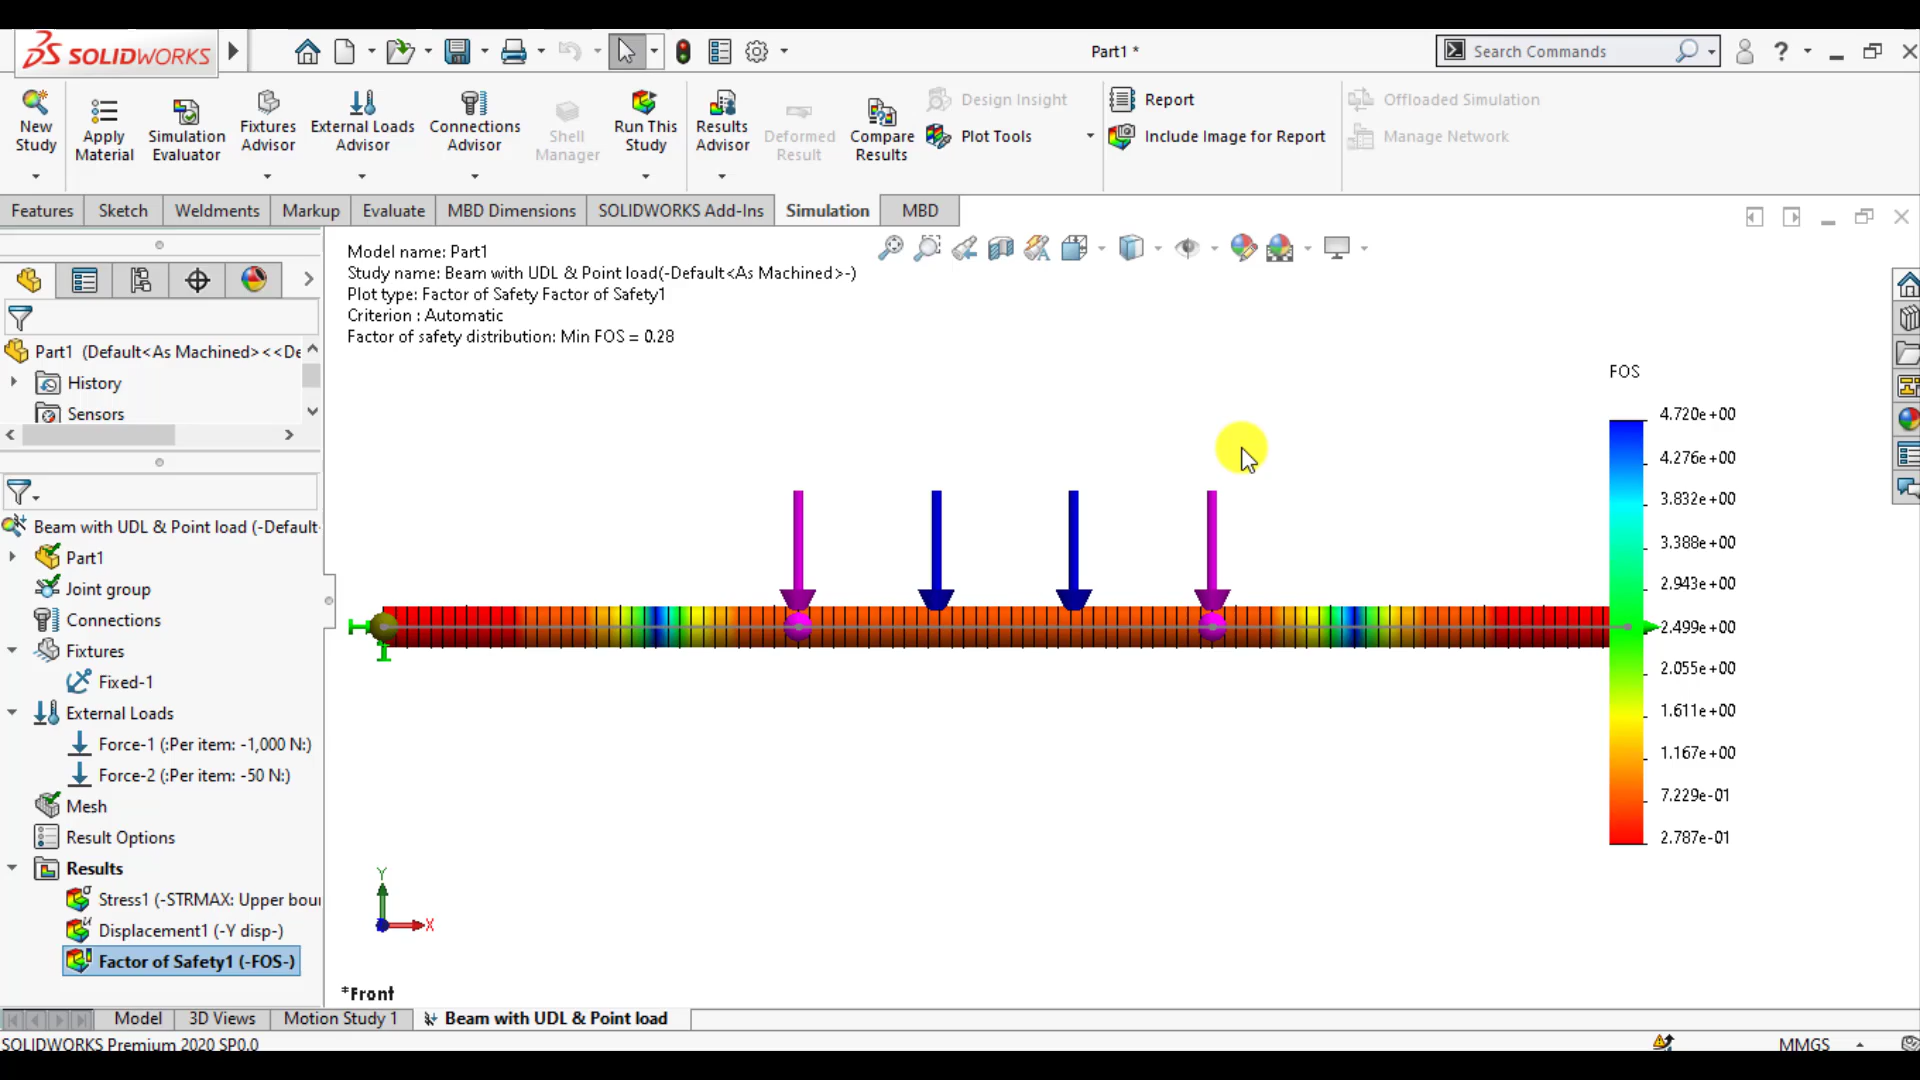 SOLIDWORKS
Part1 *
Search Commands
New Study
Apply Material
Simulation Evaluator
Fixtures Advisor
External Loads Advisor
Connections Advisor
Shell Manager
Run This Study
Results Advisor
Deformed Result
Compare Results
Design Insight
Plot Tools
Report
Include Image for Report
Offloaded Simulation
Manage Network
Features
Sketch
Weldments
Markup
Evaluate
MBD Dimensions
SOLIDWORKS Add-Ins
Simulation
MBD
Part1 (Default<As Machined><<De
History
Sensors
Beam with UDL & Point load (-Default
Part1
Joint group
Connections
Fixtures
Fixed-1
External Loads
Force-1 (:Per item: -1,000 N:)
Force-2 (:Per item: -50 N:)
Mesh
Result Options
Results
Stress1 (-STRMAX: Upper bou
Displacement1 (-Y disp-)
Factor of Safety1 (-FOS-)
Model name: Part1
Study name: Beam with UDL & Point load(-Default<As Machined>-)
Plot type: Factor of Safety Factor of Safety1
Criterion : Automatic
Factor of safety distribution: Min FOS = 0.28
FOS
4.720e+00
4.276e+00
3.832e+00
3.388e+00
2.943e+00
2.499e+00
2.055e+00
1.611e+00
1.167e+00
7.229e-01
2.787e-01
Y
X
*Front
Model
3D Views
Motion Study 1
Beam with UDL & Point load
SOLIDWORKS Premium 2020 SP0.0
MMGS